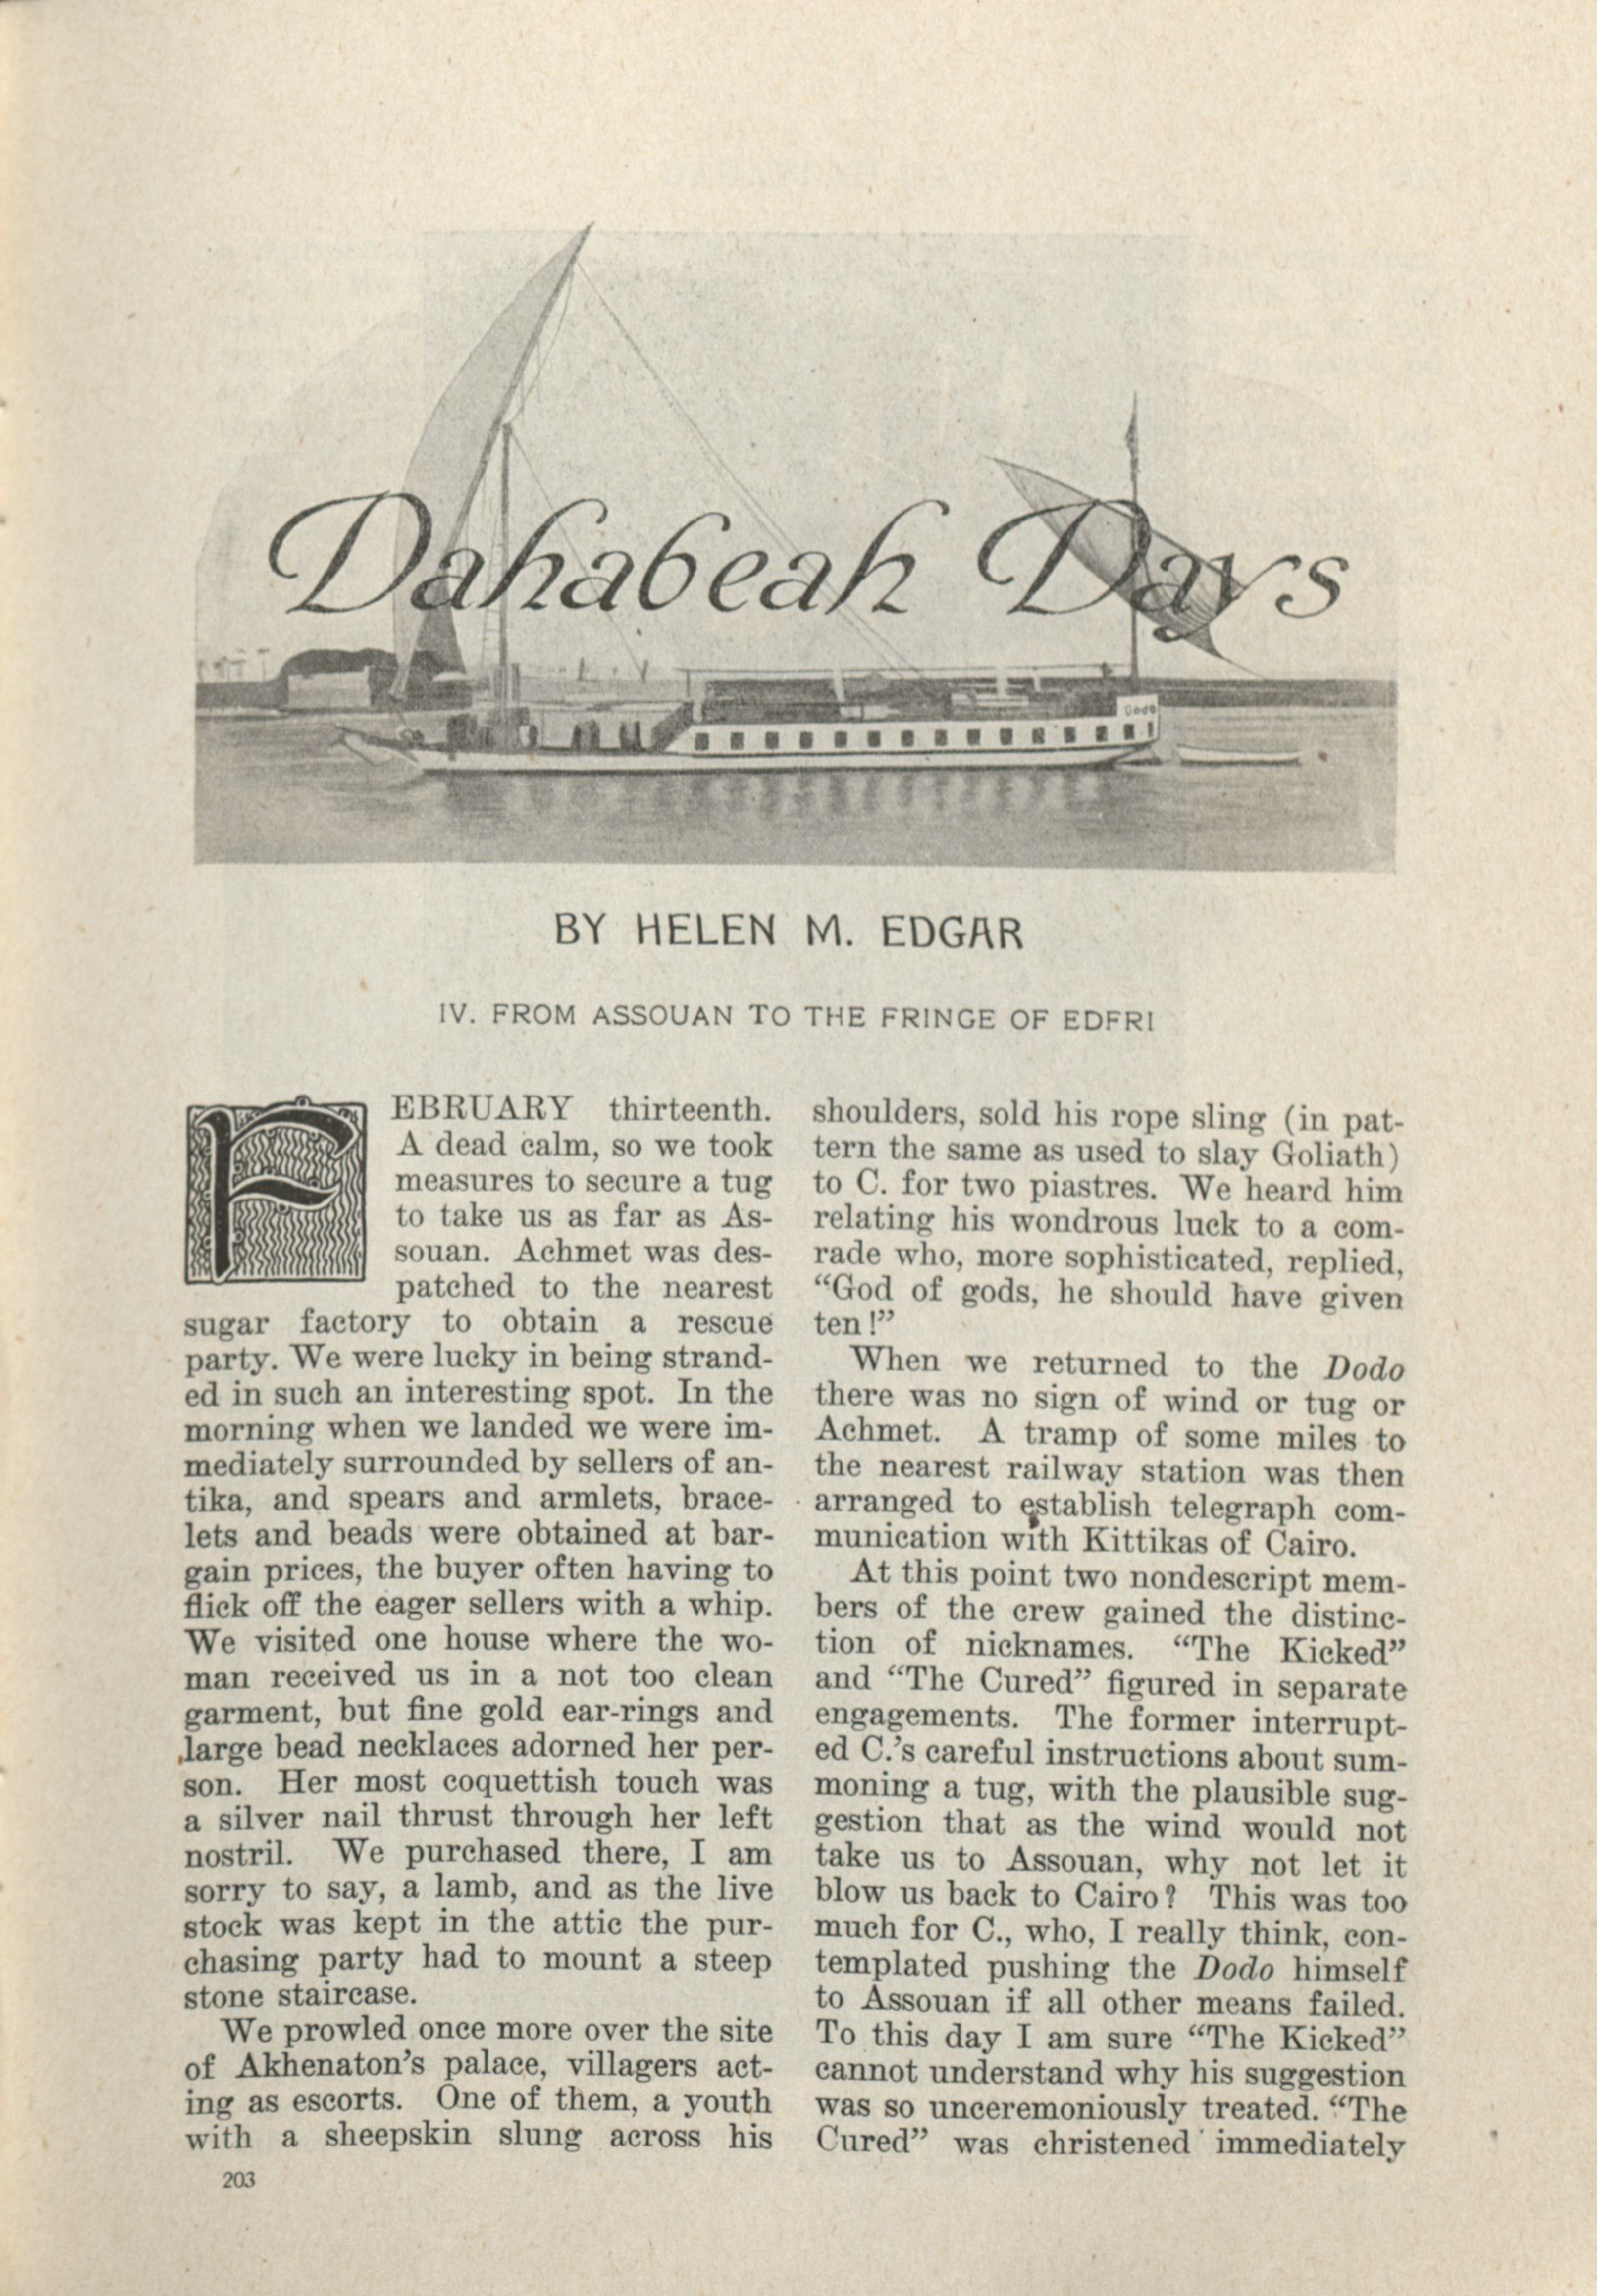 Dahabeah Days
Dodo
BY HELEN M. EDGAR
IV. FROM ASSOUAN TO THE FRINGE OF EDFRI
FEBRUARY thirteenth.
A dead calm, so we took
measures to secure a tug
to take us as far as As-
souan. Achmet was des-
patched to the nearest
sugar factory to obtain a rescue
party. We were lucky in being strand-
ed in such an interesting spot. In the
morning when we landed we were im-
mediately surrounded by sellers of an-
tika, and spears and armlets, brace-
lets and beads were obtained at bar-
gain prices, the buyer often having to
flick off the eager sellers with a whip.
We visited one house where the wo-
man received us in a not too clean
garment, but fine gold ear-rings and
large bead necklaces adorned her per-
son. Her most coquettish touch was
a silver nail thrust through her left
nostril. We purchased there, I am
sorry to say, a lamb, and as the live
stock was kept in the attic the pur-
chasing party had to mount a steep
stone staircase.
We prowled once more over the site
of Akhenaton's palace, villagers act-
ing as escorts. One of them, a youth
with a sheepskin slung across his
shoulders, sold his rope sling (in pat-
tern the same as used to slay Goliath)
to C. for two piastres. We heard him
relating his wondrous luck to a com-
rade who, more sophisticated, replied,
“God of gods, he should have given
ten!”
When we returned to the Dodo
there was no sign of wind or tug or
Achmet. A tramp of some miles to
the nearest railway station was then
arranged to establish telegraph com-
munication with Kittikas of Cairo.
At this point two nondescript mem-
bers of the crew gained the distinc-
tion of nicknames. “The Kicked”
and “The Cured” figured in separate
engagements. The former interrupt-
ed C.'s careful instructions about sum-
moning a tug, with the plausible sug-
gestion that as the wind would not
take us to Assouan, why not let it
blow us back to Cairo? This was too
much for C., who, I really think, con-
templated pushing the Dodo himself
to Assouan if all other means failed.
To this day I am sure “The Kicked”
cannot understand why his suggestion
was so unceremoniously treated. “The
Cured” was christened immediately
203